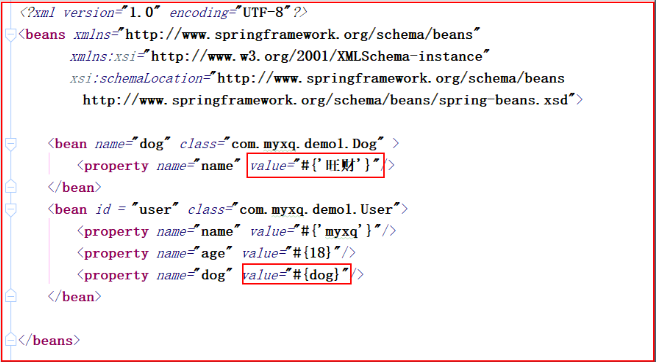 <?xml version="1.0" encoding="UTF-8"?>
<beans xmlns="http://www.springframework.org/schema/beans"
xmlns:xsi="http://www.w3.org/2001/XMLSchema-instance"
xsi:schemaLocation="http://www.springframework.org/schema/beans
http://www.springframework.org/schema/beans/spring-beans.xsd">
<bean name="dog" class="com.myxq.demo1.Dog" >
<property name="name" value="#{'旺财'}"/>
</bean>
<bean id = "user" class="com.myxq.demo1.User">
<property name="name" value="#{'myxq'}"/>
<property name="age" value="#{18}"/>
<property name="dog" value="#{dog}"/>
</bean>
</beans>